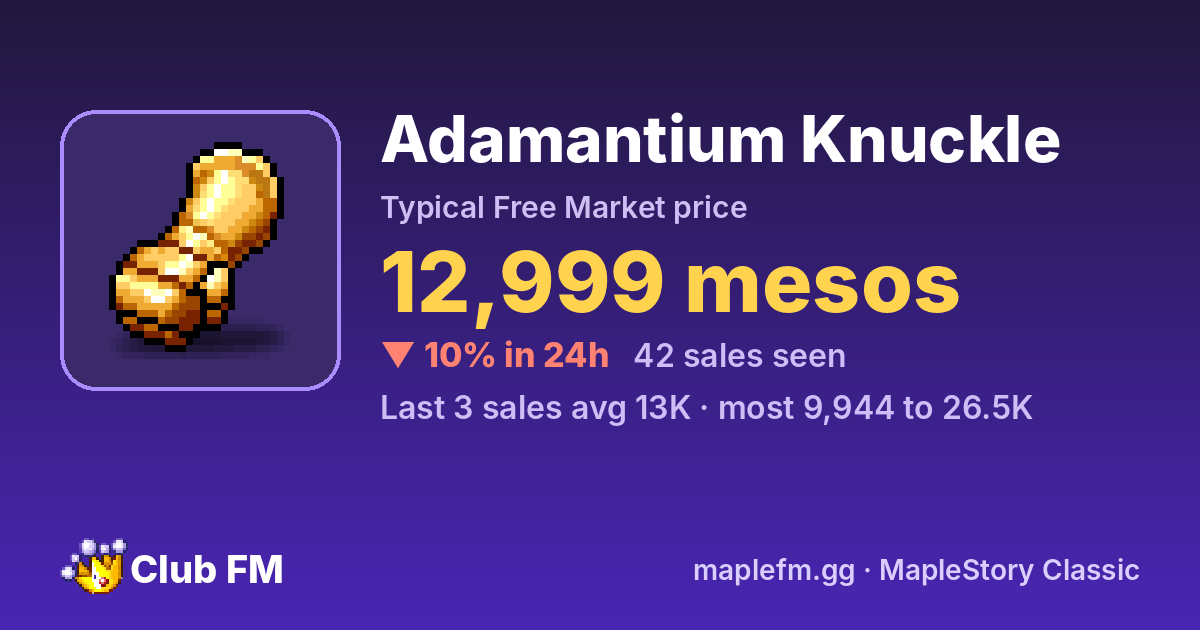 Adamantium Knuckle
Typical Free Market price
12,999 mesos
▼ 10% in 24h 42 sales seen
Last 3 sales avg 13K · most 9,944 to 26.5K
Club FM
maplefm.gg · MapleStory Classic